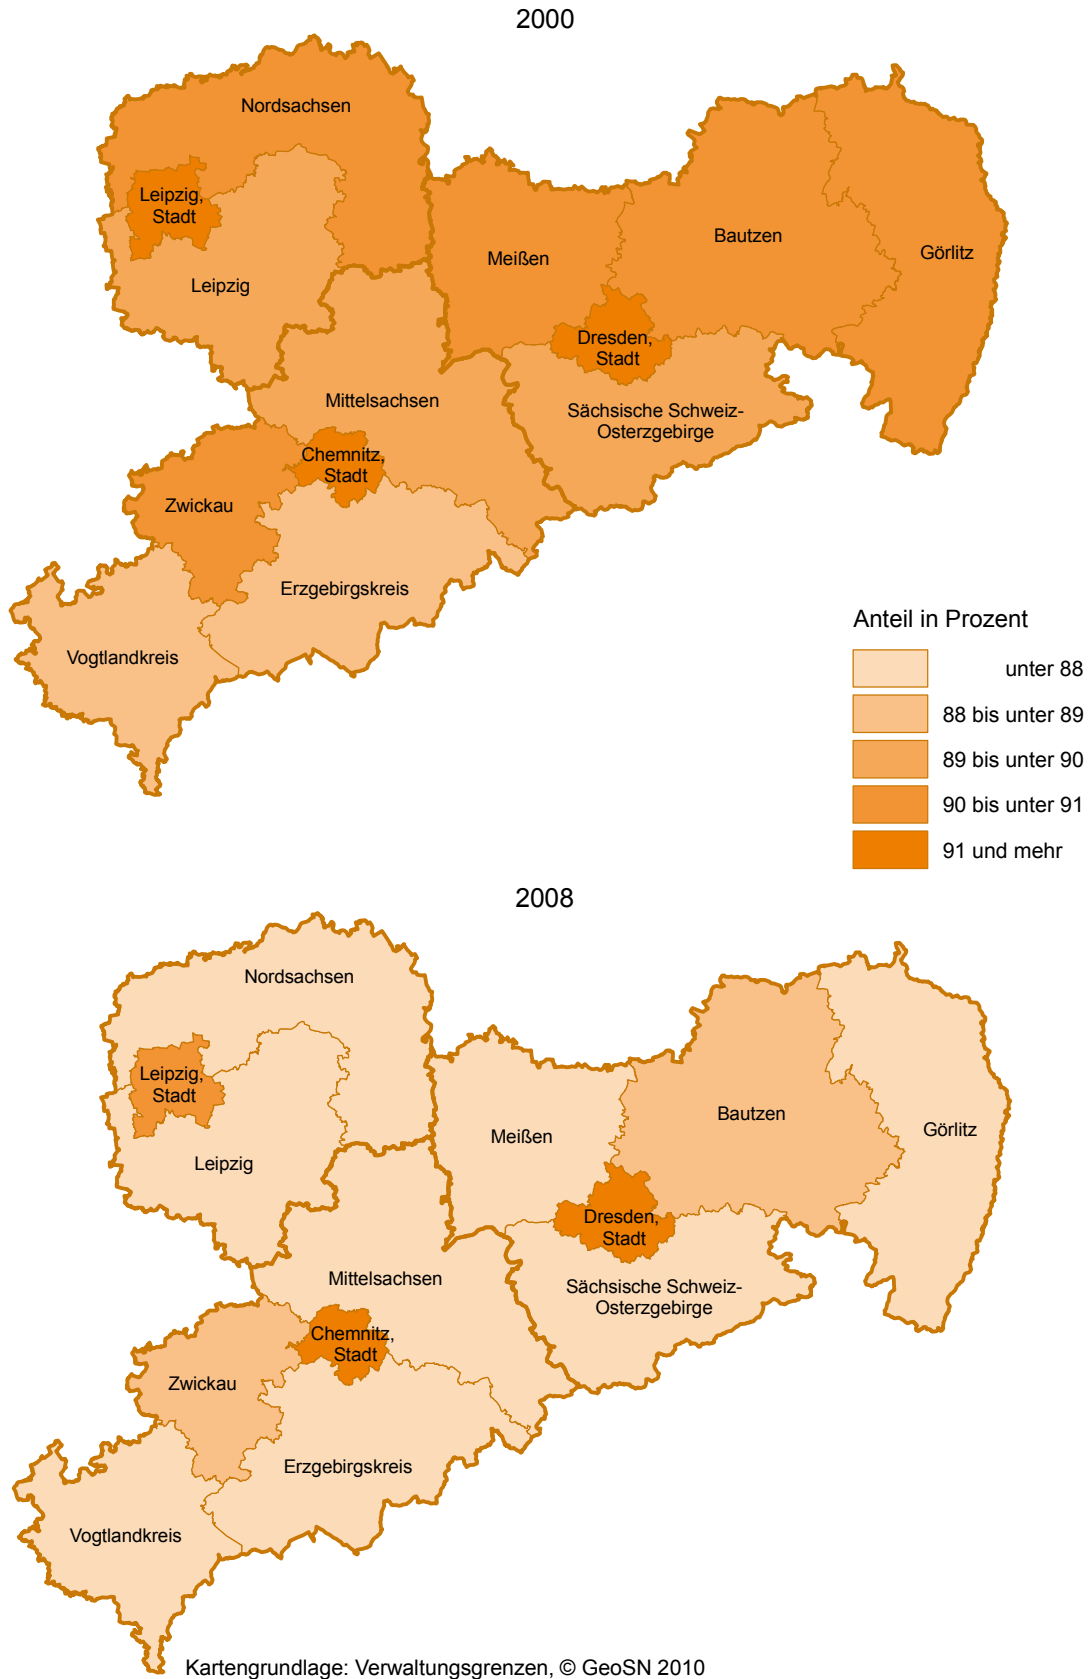 2000
Nordsachsen
Leipzig,
Stadt
Leipzig
Meißen
Bautzen
Görlitz
Dresden,
Stadt
Mittelsachsen
Sächsische Schweiz-
Osterzgebirge
Chemnitz,
Stadt
Zwickau
Erzgebirgskreis
Vogtlandkreis
Anteil in Prozent
unter 88
88 bis unter 89
89 bis unter 90
90 bis unter 91
91 und mehr
2008
Nordsachsen
Leipzig,
Stadt
Leipzig
Meißen
Bautzen
Görlitz
Dresden,
Stadt
Mittelsachsen
Sächsische Schweiz-
Osterzgebirge
Chemnitz,
Stadt
Zwickau
Erzgebirgskreis
Vogtlandkreis
Kartengrundlage: Verwaltungsgrenzen, © GeoSN 2010